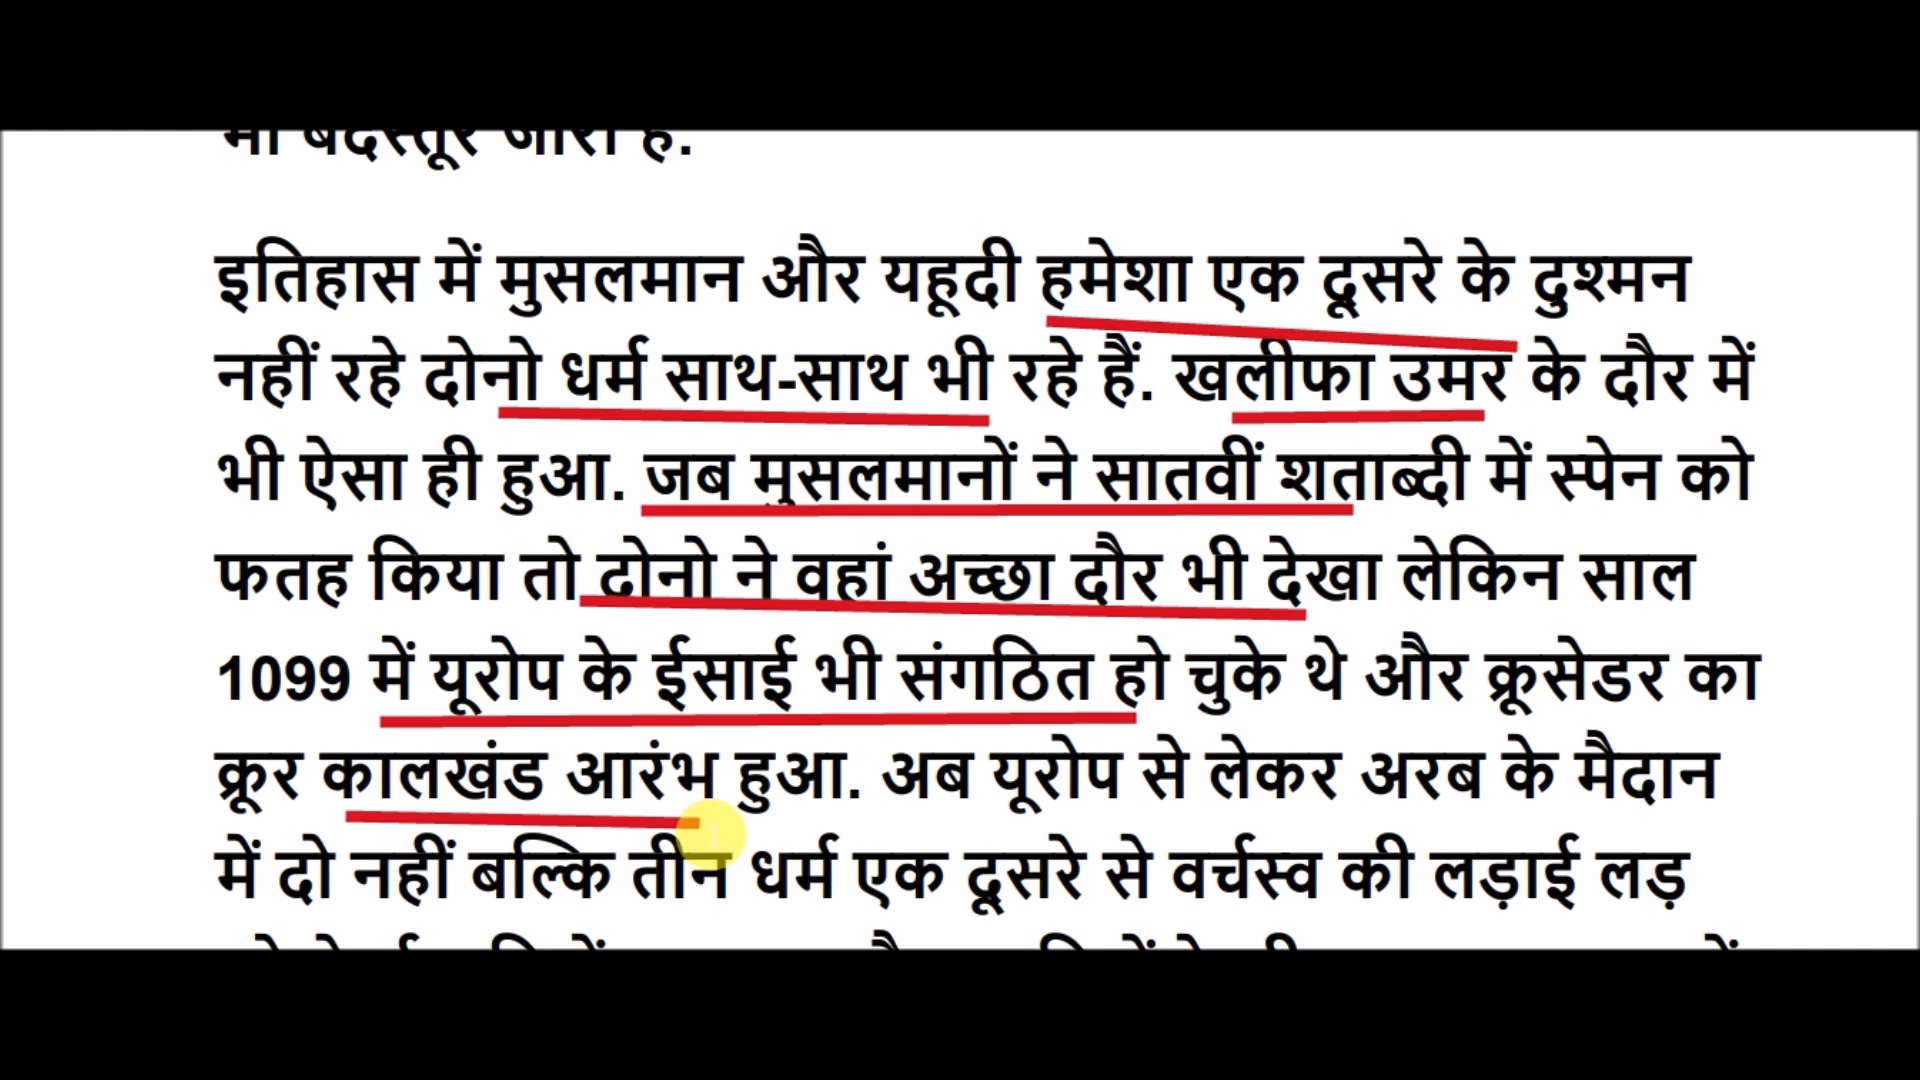 बदस्तूर जारी है.
इतिहास में मुसलमान और यहूदी हमेशा एक दूसरे के दुश्मन
नहीं रहे दोनो धर्म साथ-साथ भी रहे हैं. खलीफा उमर के दौर में
भी ऐसा ही हुआ. जब मुसलमानों ने सातवीं शताब्दी में स्पेन को
फतह किया तो दोनो ने वहां अच्छा दौर भी देखा लेकिन साल
1099 में यूरोप के ईसाई भी संगठित हो चुके थे और क्रूसेडर का
क्रूर कालखंड आरंभ हुआ. अब यूरोप से लेकर अरब के मैदान
में दो नहीं बल्कि तीन धर्म एक दूसरे से वर्चस्व की लड़ाई लड़